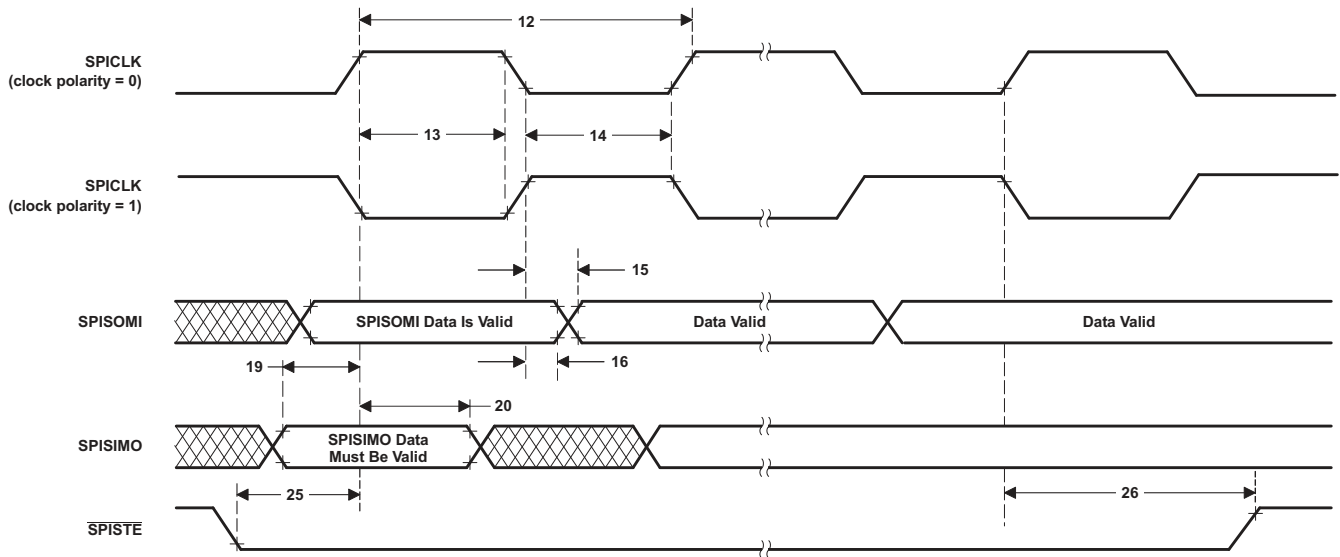 12
SPICLK
(clock polarity = 0)
13
14
SPICLK
(clock polarity = 1)
15
SPISOMI
SPISOMI Data Is Valid
Data Valid
Data Valid
16
19
20
SPISIMO
SPISIMO Data
Must Be Valid
25
26
SPISTE